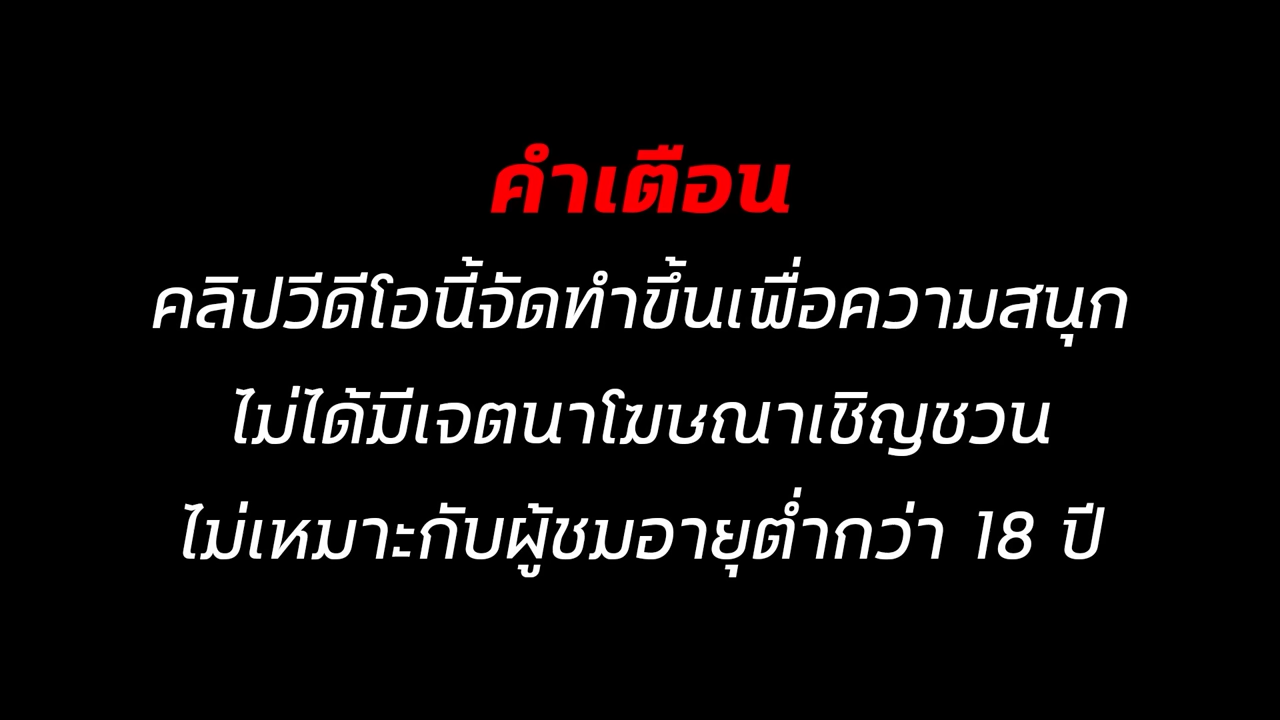 คำเตือน
คลิปวีดีโอนี้จัดทำขึ้นเพื่อความสนุก
ไม่ได้มีเจตนาโฆษณาเชิญชวน
ไม่เหมาะกับผู้ชมอายุต่ำกว่า 18 ปี